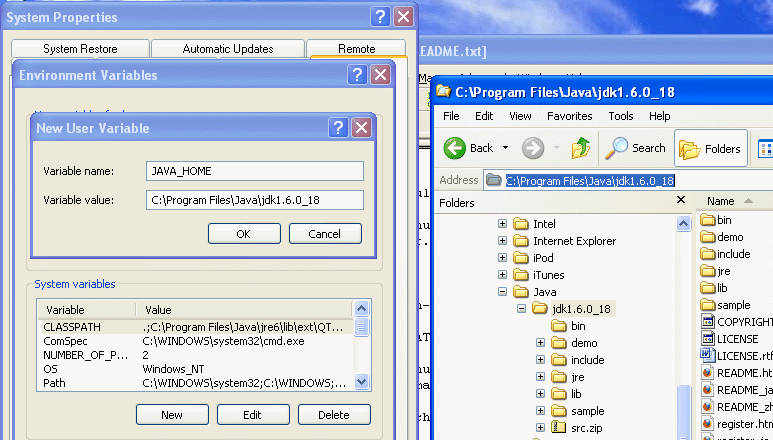 System Properties
System Restore
Automatic Updates
Remote
Environment Variables
New User Variable
Variable name:
JAVA_HOME
Variable value:
C:\Program Files\Java\jdk1.6.0_18
OK
Cancel
System variables
Variable
Value
CLASSPATH
.;C:\Program Files\Java\jre6\lib\ext\QT...
ComSpec
C:\WINDOWS\system32\cmd.exe
NUMBER_OF_P...
2
OS
Windows_NT
Path
C:\WINDOWS\system32;C:\WINDOWS;...
New
Edit
Delete
EADME.txt]
C:\Program Files\Java\jdk1.6.0_18
File
Edit
View
Favorites
Tools
Help
Back
Search
Folders
Address
C:\Program Files\Java\jdk1.6.0_18
Folders
Intel
Internet Explorer
iPod
iTunes
Java
jdk1.6.0_18
bin
demo
include
jre
lib
sample
src.zip
Name
bin
demo
include
jre
lib
sample
COPYRIGHT
LICENSE
LICENSE.rtf
README.ht
README_ja
README_zh
register.htm
register_ja